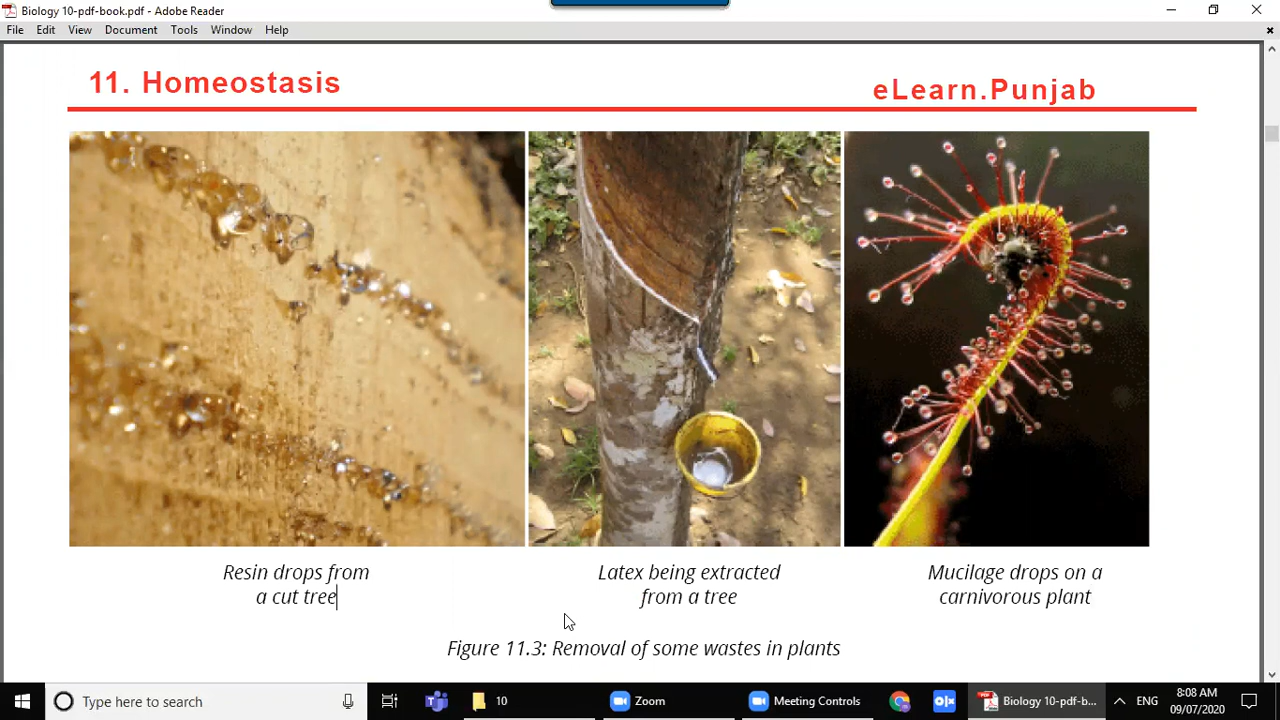 Biology 10-pdf-book.pdf - Adobe Reader
File Edit View Document Tools Window Help
11. Homeostasis
eLearn.Punjab
Resin drops from
a cut tree
Latex being extracted
from a tree
Mucilage drops on a
carnivorous plant
Figure 11.3: Removal of some wastes in plants
Type here to search
10
Zoom
Meeting Controls
Biology 10-pdf-b...
ENG
8:08 AM
09/07/2020